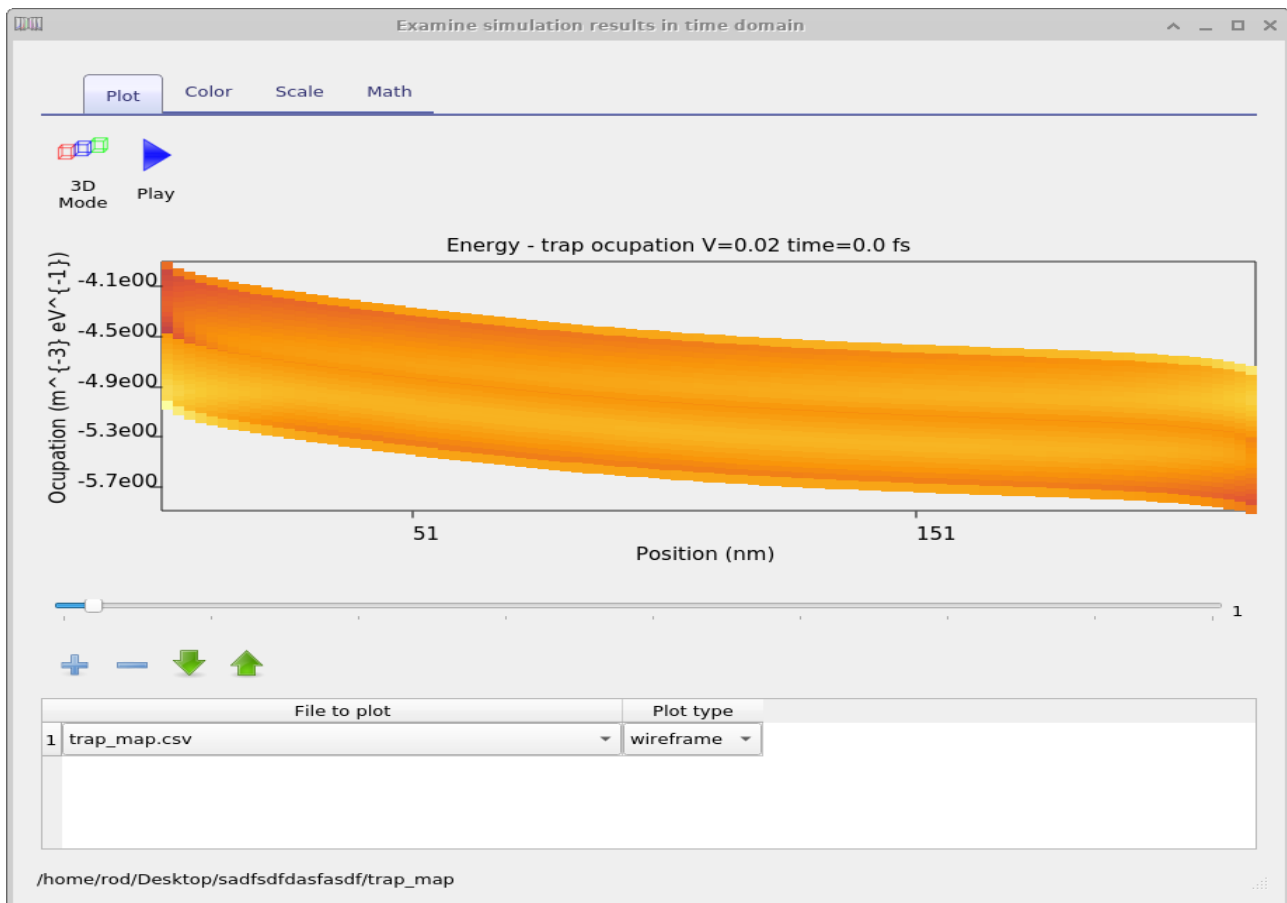 Examine simulation results in time domain
Plot Color Scale Math
3D
Mode
Play
Energy - trap ocupation V=0.02 time=0.0 fs
Ocupation (m^{-3} eV^{-1})
-4.1e00
-4.5e00
-4.9e00
-5.3e00
-5.7e00
51 151
Position (nm)
1
File to plot Plot type
1 trap_map.csv wireframe
/home/rod/Desktop/sadfsdfdasfasdf/trap_map